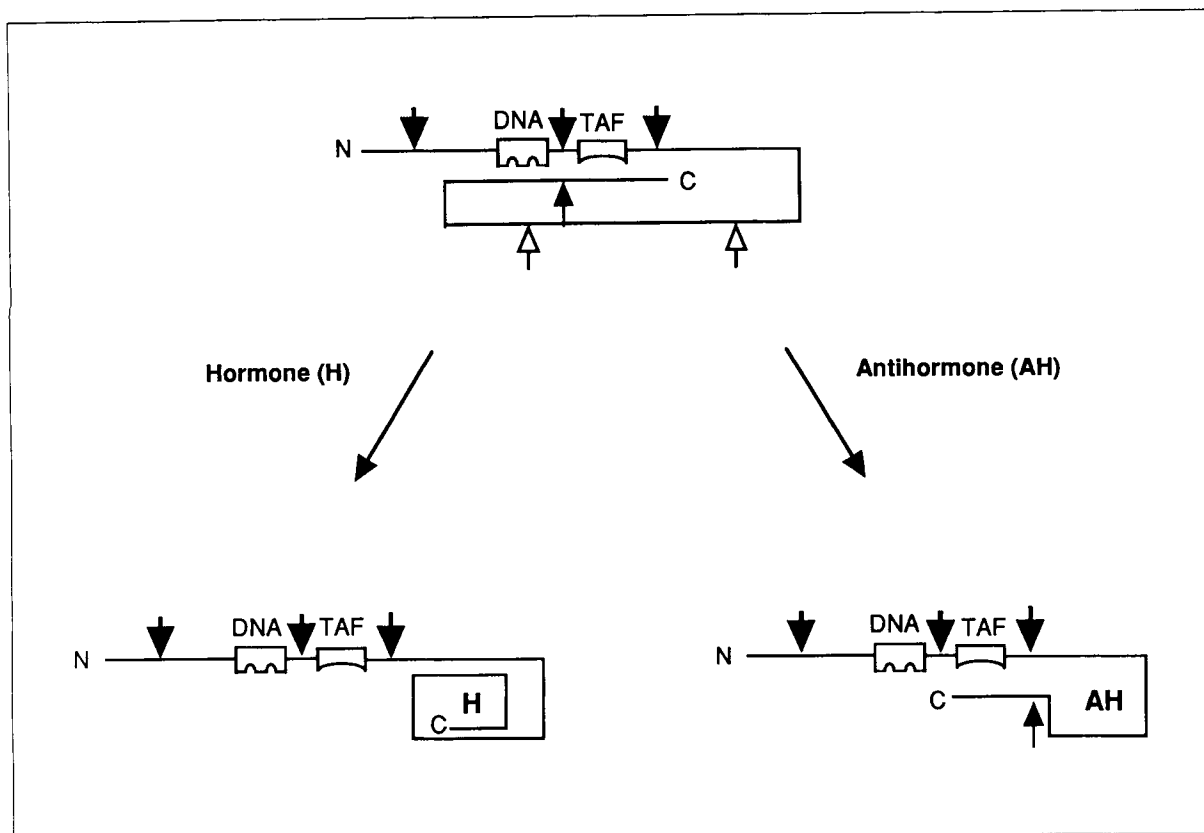 DNA TAF
N
C
Hormone (H)
Antihormone (AH)
DNA TAF
N
H
C
DNA TAF
N
C
AH